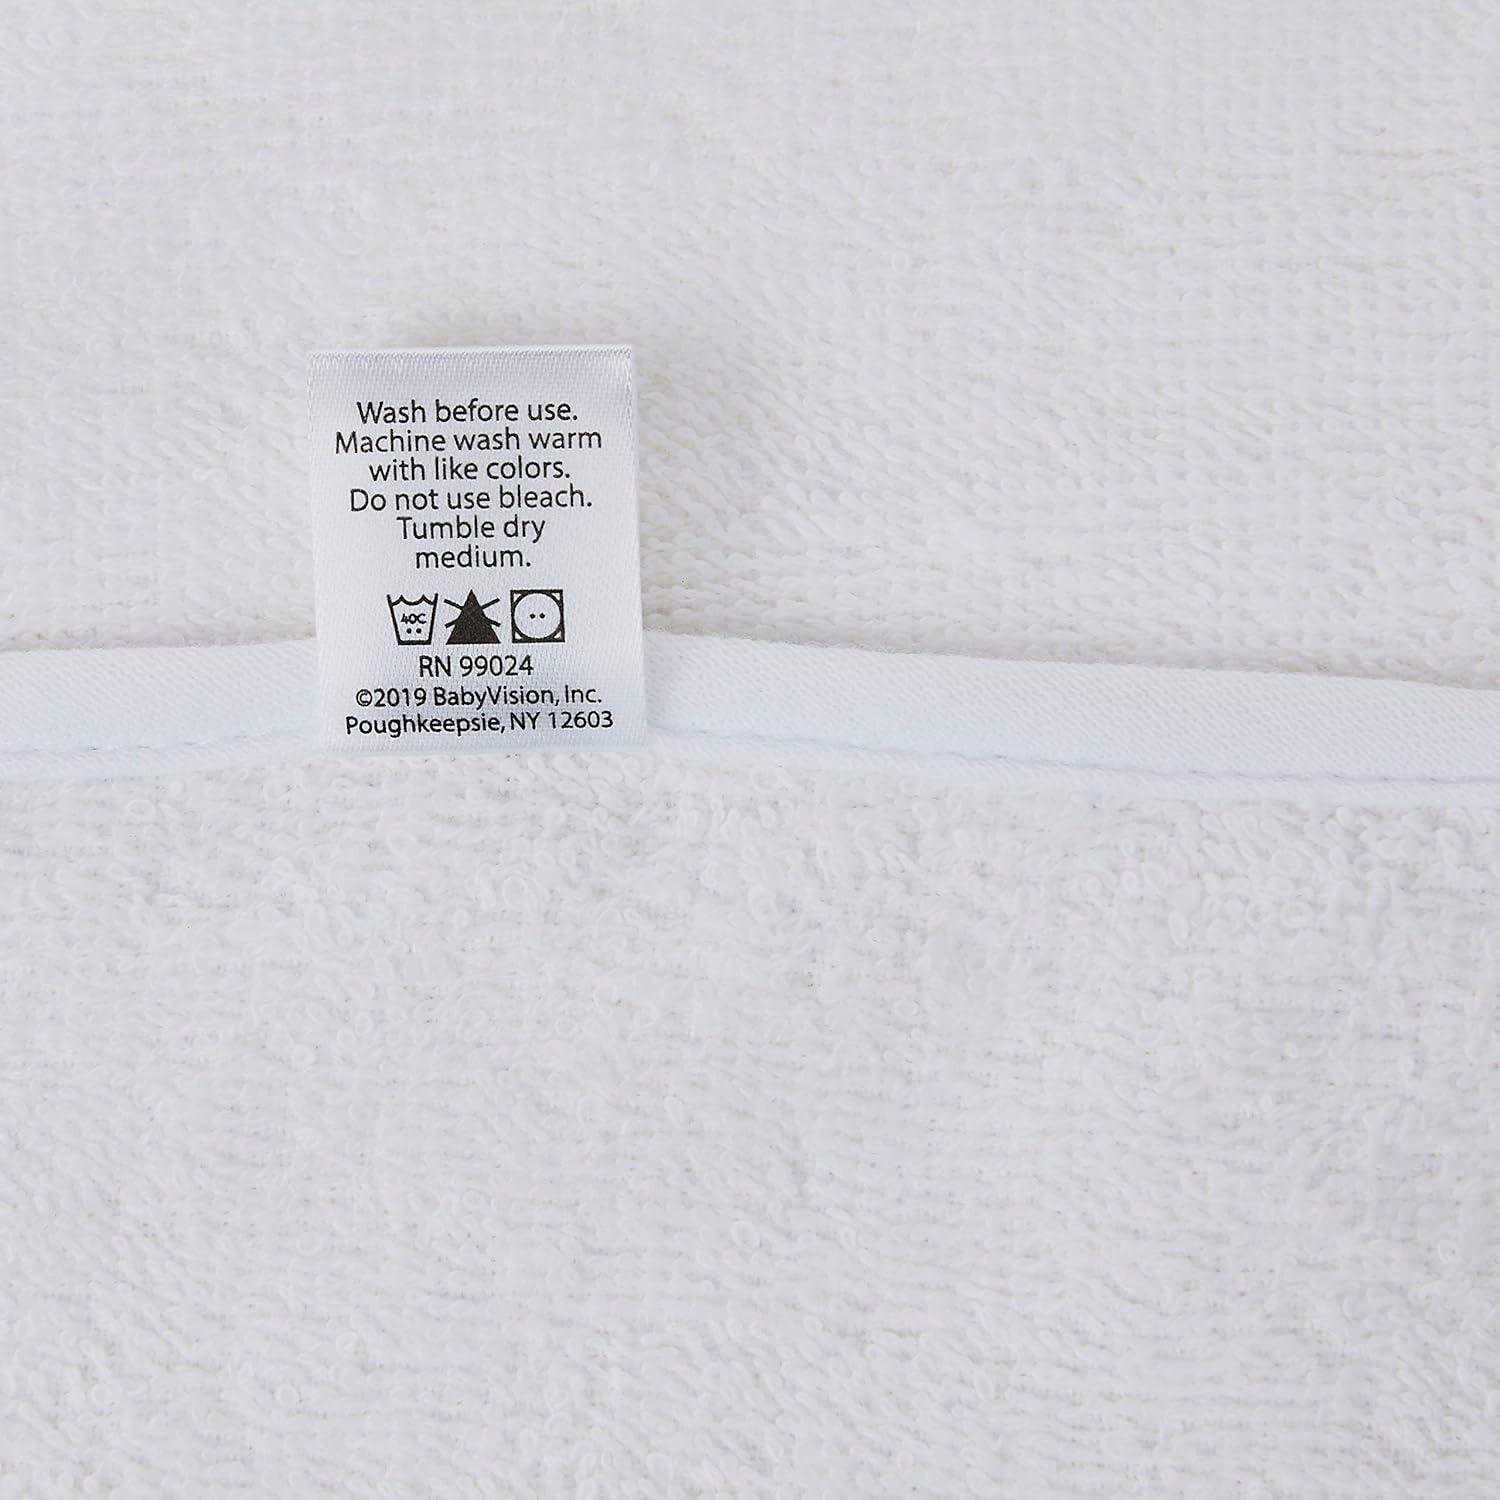 Wash before use.
Machine wash warm
with like colors.
Do not use bleach.
Tumble dry
medium.
40C
RN 99024
©2019 BabyVision, Inc.
Poughkeepsie, NY 12603